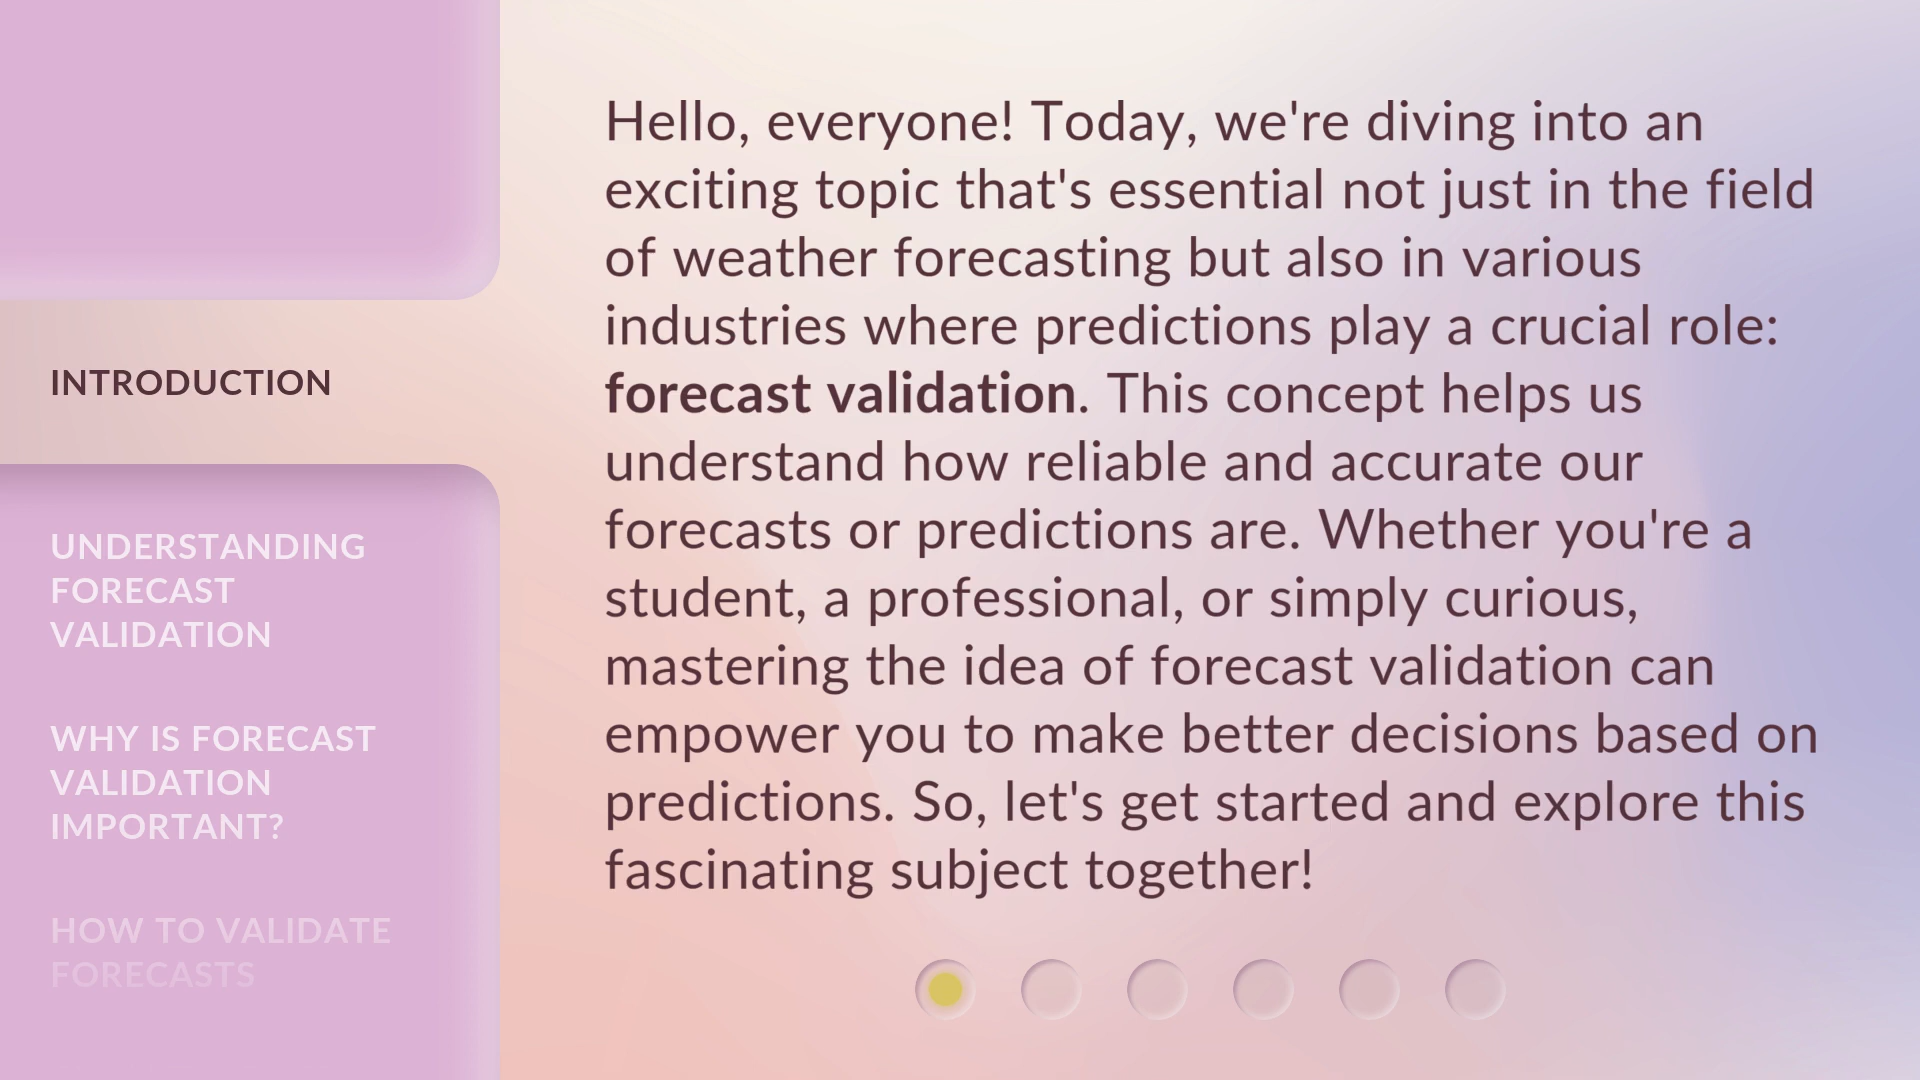 INTRODUCTION
UNDERSTANDING
FORECAST
VALIDATION
WHY IS FORECAST
VALIDATION
IMPORTANT?
HOW TO VALIDATE
FORECASTS
Hello, everyone! Today, we're diving into an
exciting topic that's essential not just in the field
of weather forecasting but also in various
industries where predictions play a crucial role:
forecast validation. This concept helps us
understand how reliable and accurate our
forecasts or predictions are. Whether you're a
student, a professional, or simply curious,
mastering the idea of forecast validation can
empower you to make better decisions based on
predictions. So, let's get started and explore this
fascinating subject together!